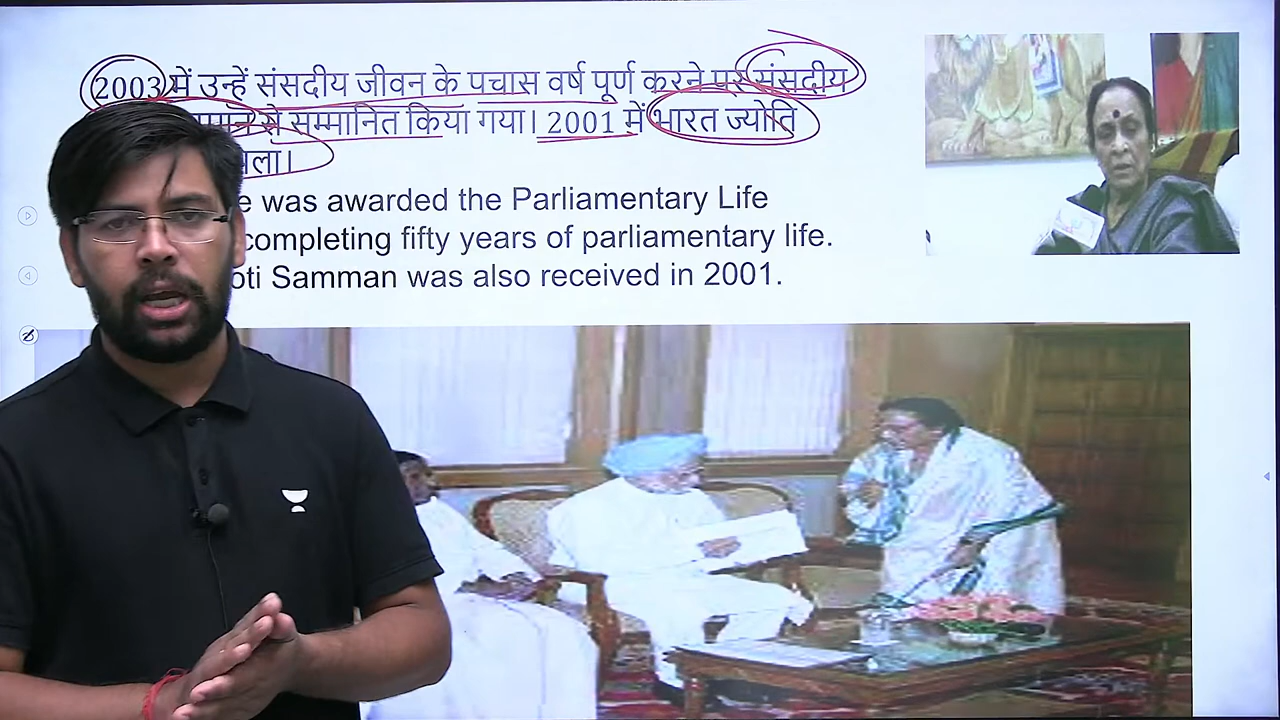 2003 में उन्हें संसदीय जीवन के पचास वर्ष पूर्ण करने पर संसदीय
से सम्मानित किया गया। 2001 में भारत ज्योति
was awarded the Parliamentary Life
completing fifty years of parliamentary life.
Samman was also received in 2001.